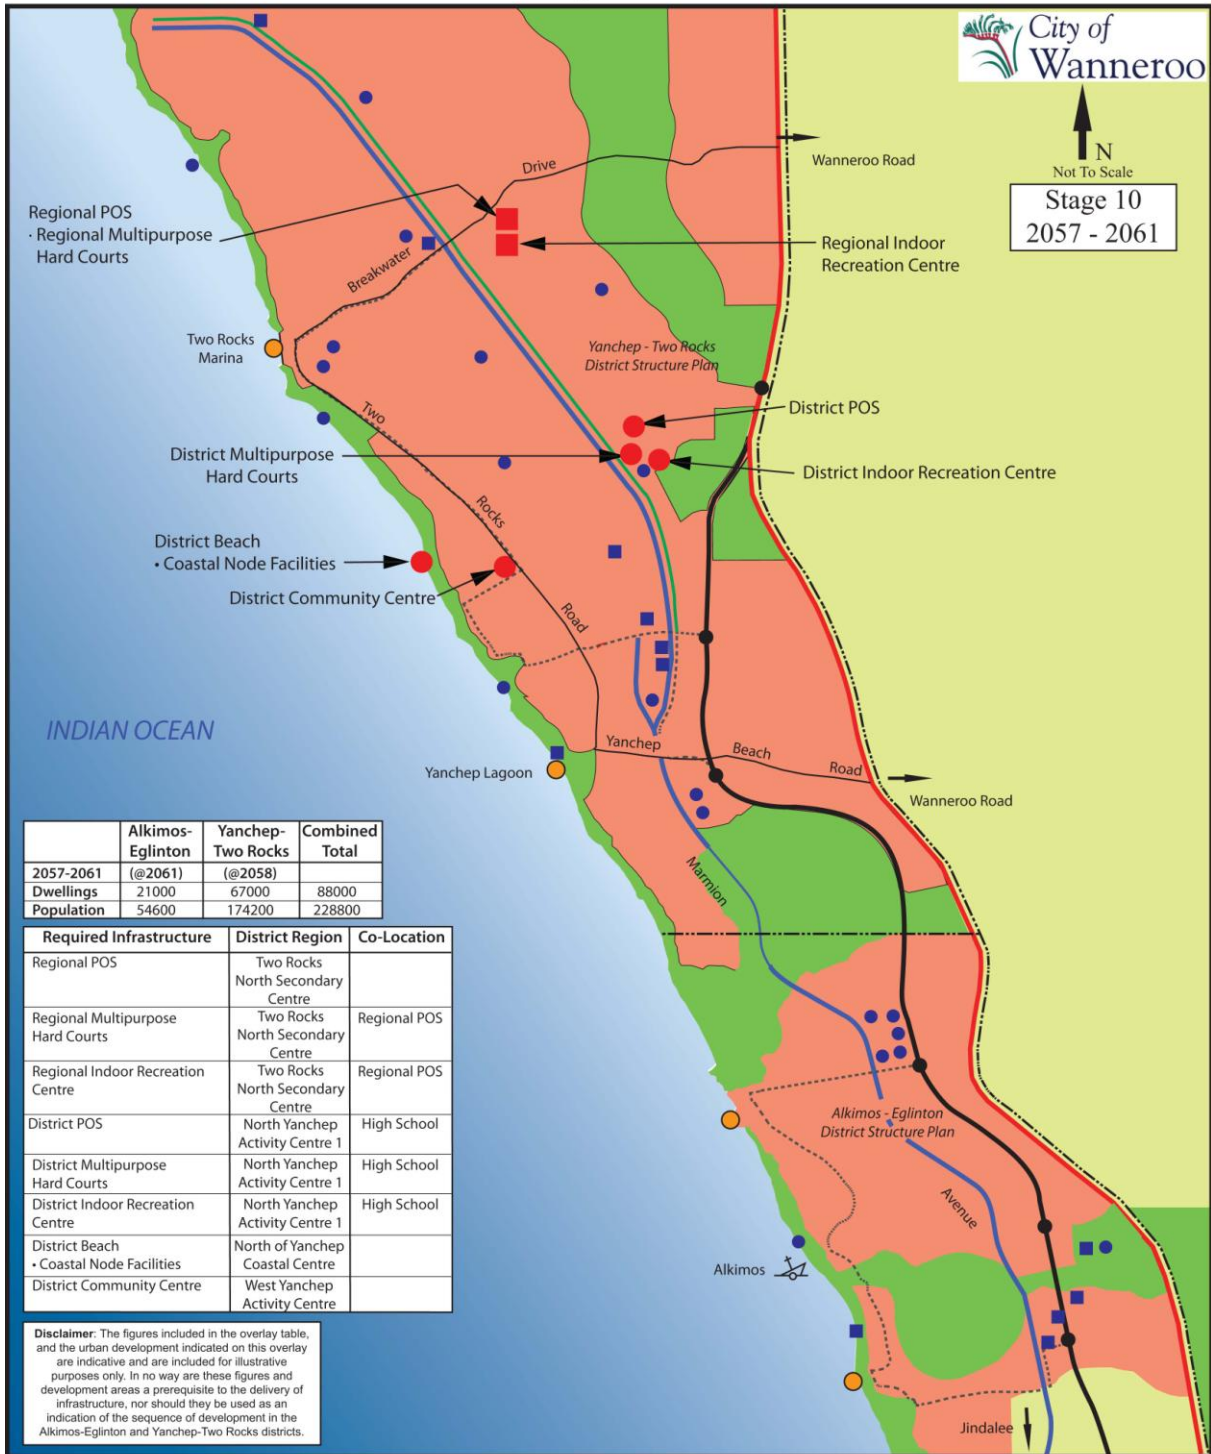 City of
Wanneroo
N
Not To Scale
Stage 10
2057 - 2061
Wanneroo Road
Drive
Regional POS
· Regional Multipurpose
Hard Courts
Regional Indoor
Recreation Centre
Breakwater
Two Rocks
Marina
Yanchep - Two Rocks
District Structure Plan
Two
District POS
District Multipurpose
Hard Courts
District Indoor Recreation Centre
Rocks
District Beach
• Coastal Node Facilities
District Community Centre
Road
INDIAN OCEAN
Yanchep
Beach
Road
Yanchep Lagoon
Wanneroo Road
Marmion
Alkimos-
Eglinton
Yanchep-
Two Rocks
Combined
Total
2057-2061 (@2061) (@2058)
Dwellings 21000 67000 88000
Population 54600 174200 228800
Required Infrastructure District Region Co-Location
Regional POS Two Rocks
North Secondary
Centre
Regional Multipurpose Two Rocks Regional POS
Hard Courts North Secondary
Centre
Regional Indoor Recreation Two Rocks Regional POS
Centre North Secondary
Centre
District POS North Yanchep High School
Activity Centre 1
District Multipurpose North Yanchep High School
Hard Courts Activity Centre 1
District Indoor Recreation North Yanchep High School
Centre Activity Centre 1
District Beach North of Yanchep
• Coastal Node Facilities Coastal Centre
District Community Centre West Yanchep
Activity Centre
Alkimos - Eglinton
District Structure Plan
Avenue
Alkimos
Jindalee
Disclaimer: The figures included in the overlay table,
and the urban development indicated on this overlay
are indicative and are included for illustrative
purposes only. In no way are these figures and
development areas a prerequisite to the delivery of
infrastructure, nor should they be used as an
indication of the sequence of development in the
Alkimos-Eglinton and Yanchep-Two Rocks districts.